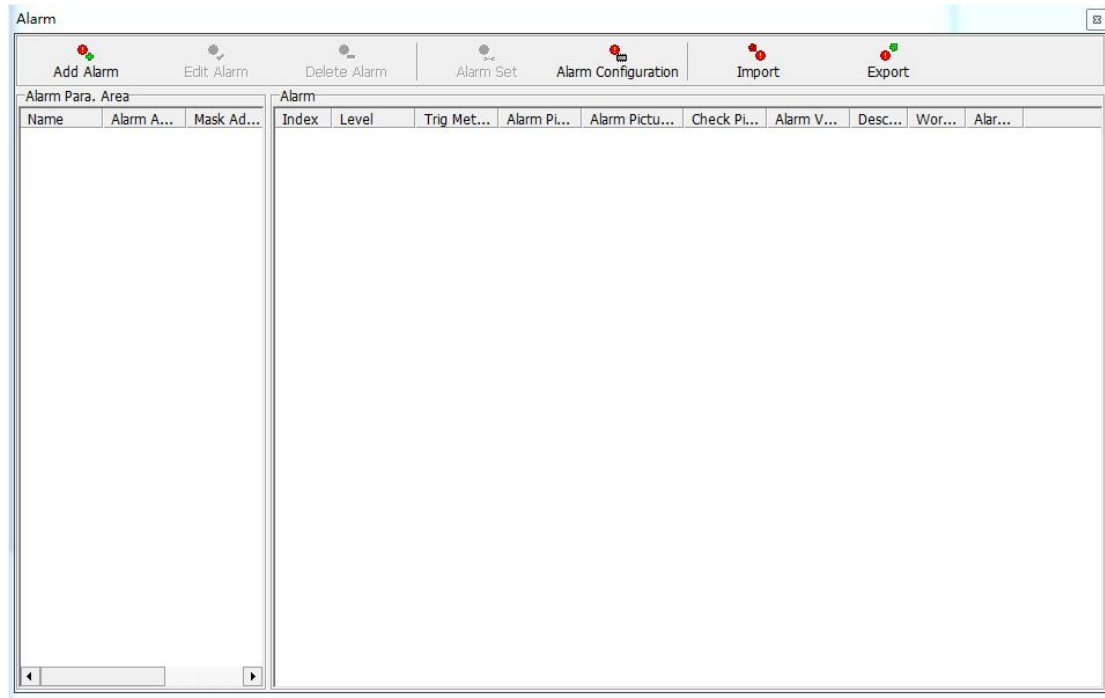 Alarm
Add Alarm Edit Alarm Delete Alarm Alarm Set Alarm Configuration Import Export
Alarm Para. Area Alarm
Name Alarm A... Mask Ad... Index Level Trig Met... Alarm Pi... Alarm Pictu... Check Pi... Alarm V... Desc... Wor... Alar...